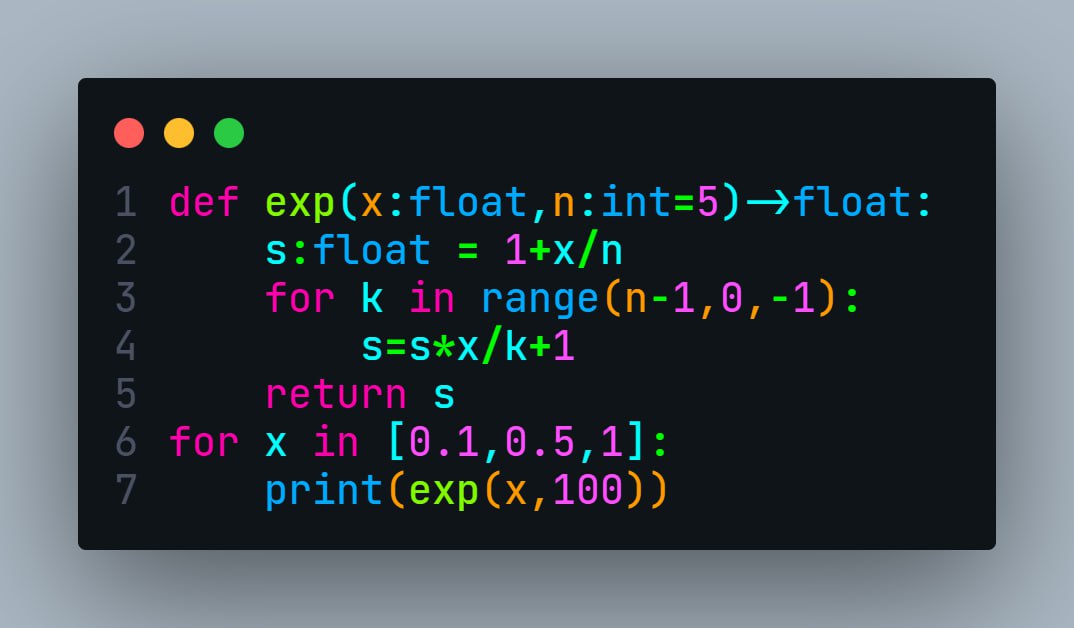 1 def exp(x:float,n:int=5)->float:
2     s:float = 1+x/n
3     for k in range(n-1,0,-1):
4         s=s*x/k+1
5     return s
6 for x in [0.1,0.5,1]:
7     print(exp(x,100))